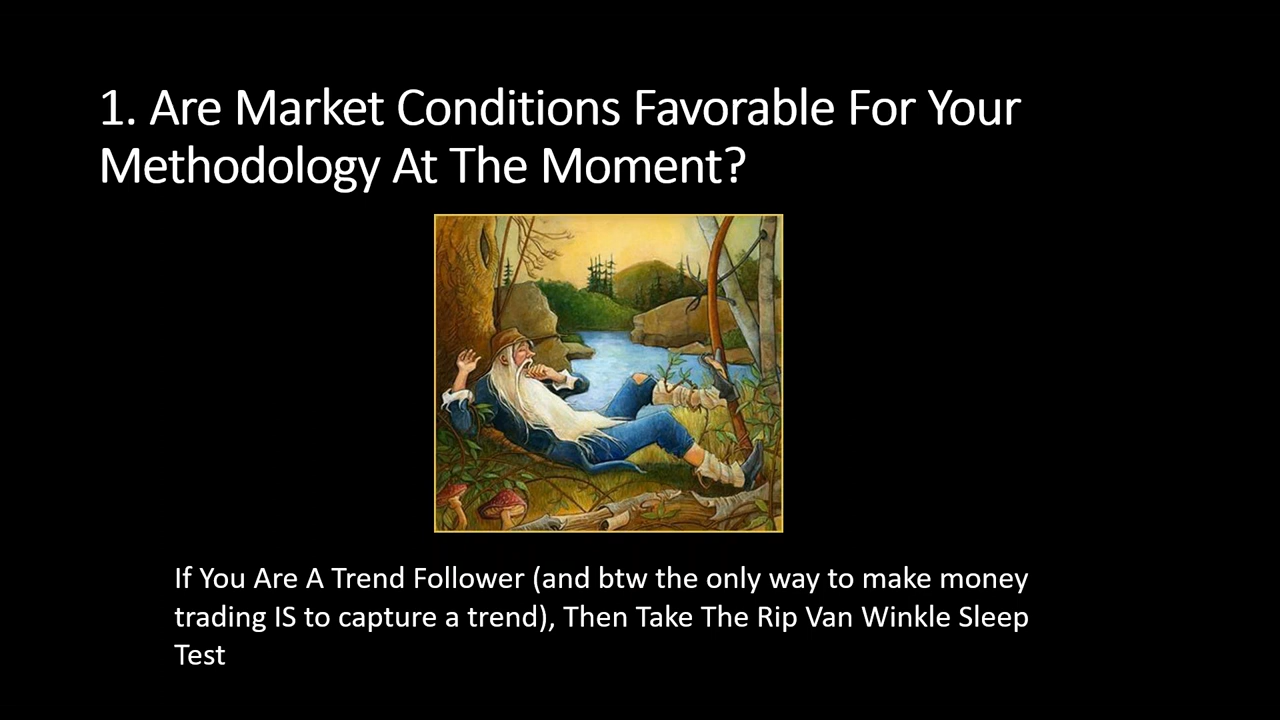 1. Are Market Conditions Favorable For Your
Methodology At The Moment?
If You Are A Trend Follower (and btw the only way to make money
trading IS to capture a trend), Then Take The Rip Van Winkle Sleep
Test